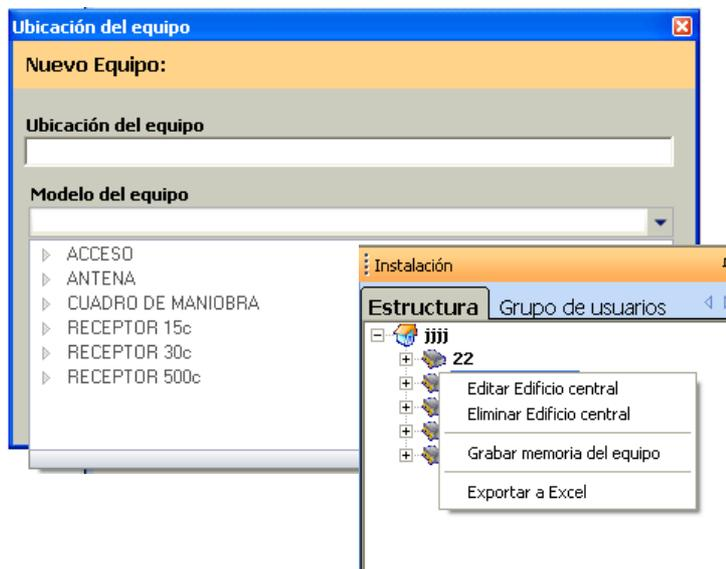 Ubicación del equipo
Nuevo Equipo:
Ubicación del equipo
Modelo del equipo
ACCESO
ANTENA
CUADRO DE MANIOBRA
RECEPTOR 15c
RECEPTOR 30c
RECEPTOR 500c
Instalación
Estructura Grupo de usuarios
jjjj
22
Editar Edificio central
Eliminar Edificio central
Grabar memoria del equipo
Exportar a Excel